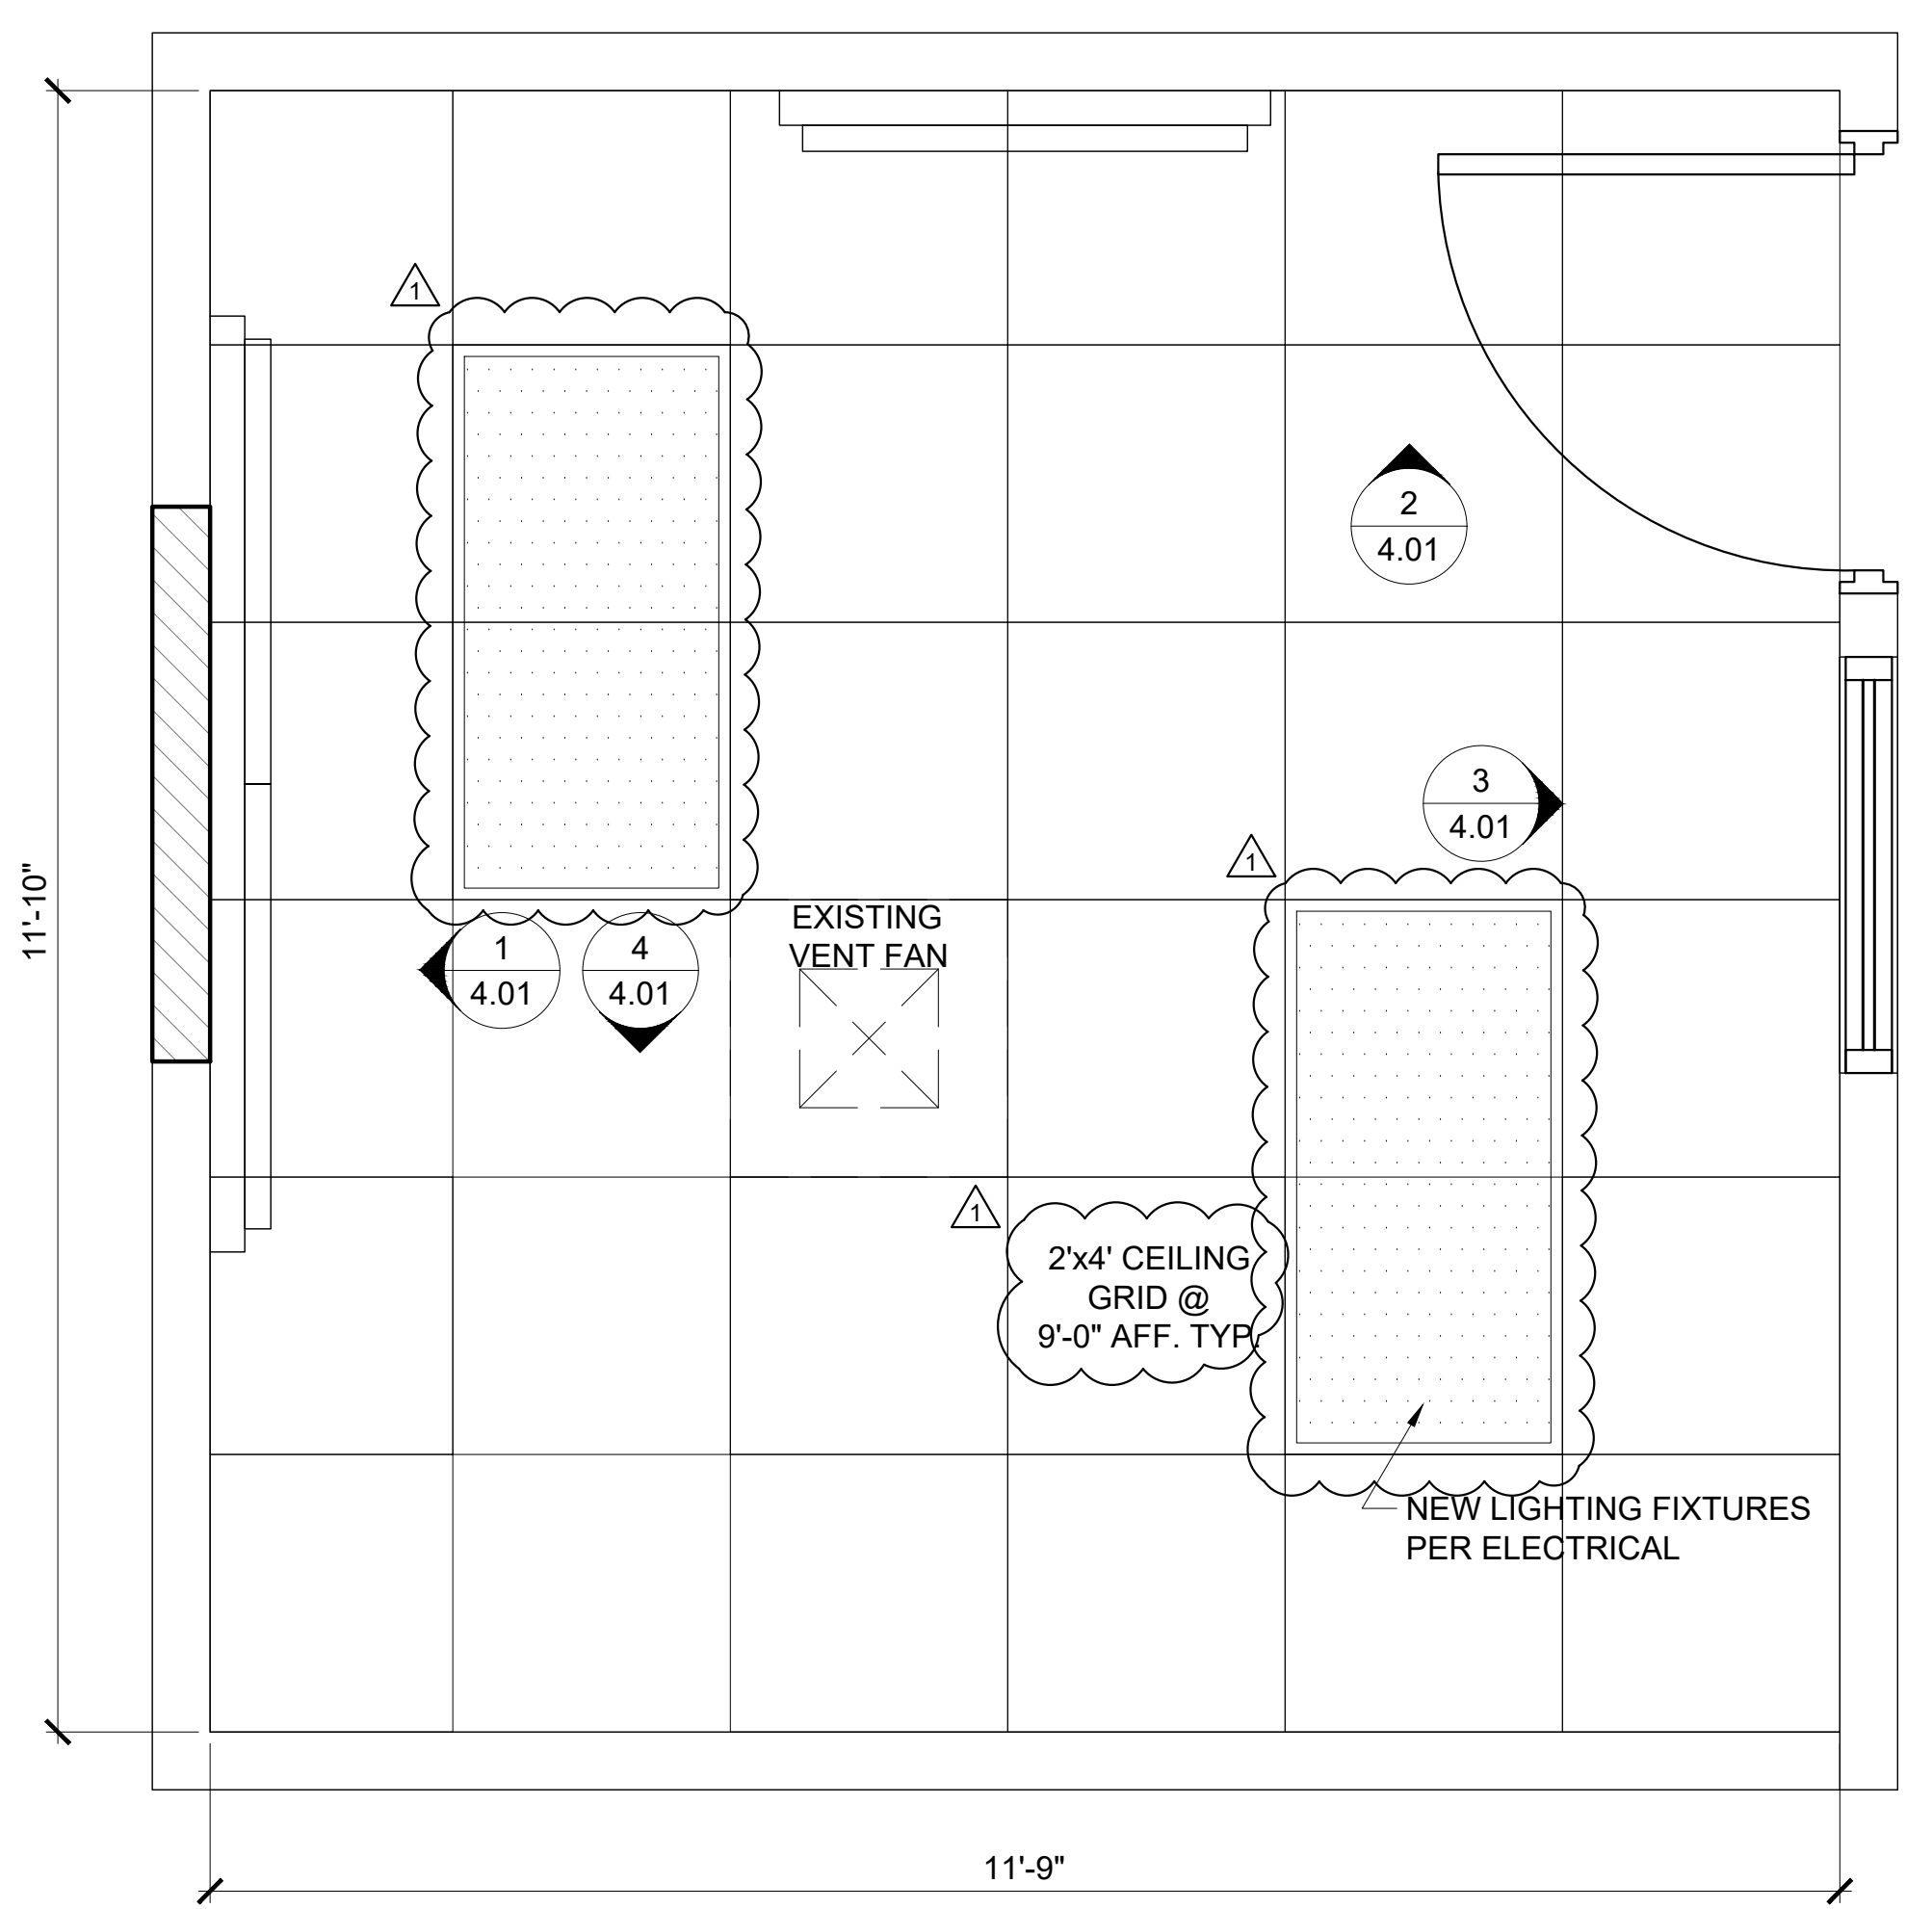 1
2
4.01
3
4.01
1
11'-10"
EXISTING
VENT FAN
1
4.01
4
4.01
1
2'x4' CEILING
GRID @
9'-0" AFF. TYP.
NEW LIGHTING FIXTURES
PER ELECTRICAL
11'-9"